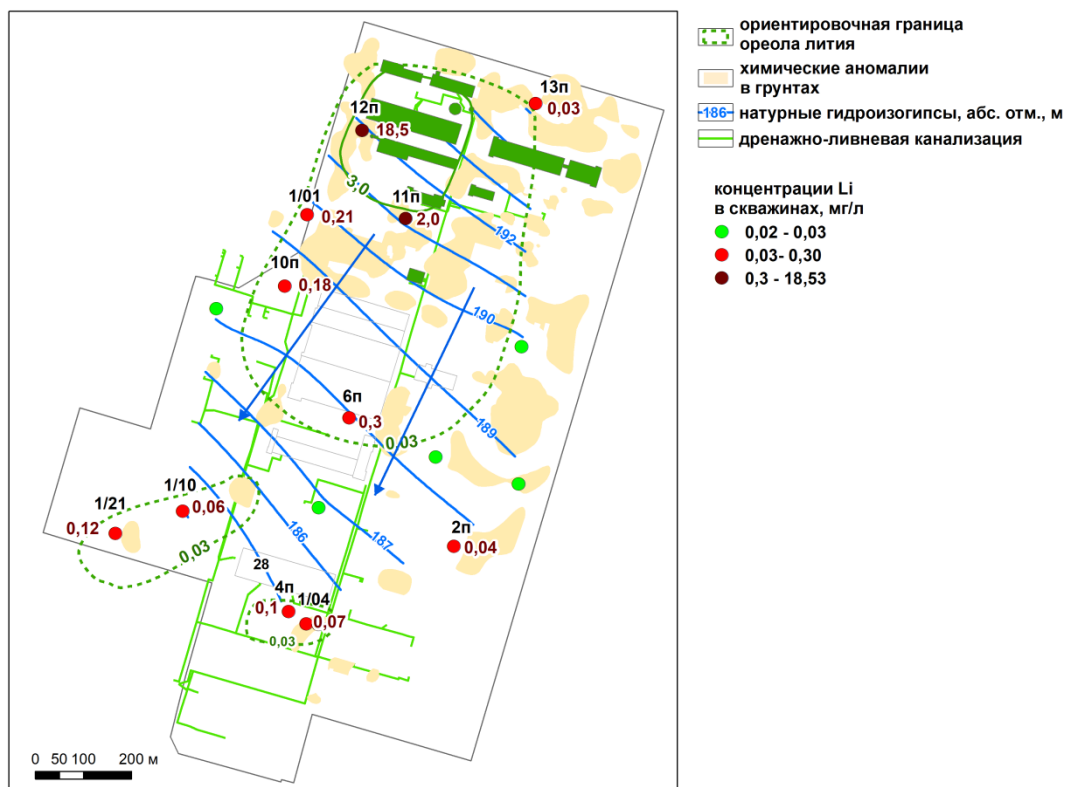 ориентировочная граница
ореола лития
химические аномалии
в грунтах
186
натурные гидроизогипсы, абс. отм., м
дренажно-ливневая канализация
концентрации Li
в скважинах, мг/л
0,02 - 0,03
0,03- 0,30
0,3 - 18,53
13п
0,03
12п
18,5
3,0
11п
2,0
1/01
0,21
192
10п
0,18
190
6п
0,3
0,03
189
1/10
0,06
1/21
0,12
0,03
186
187
2п
0,04
28
4п
1/04
0,1
0,07
0,03
0 50 100 200 м